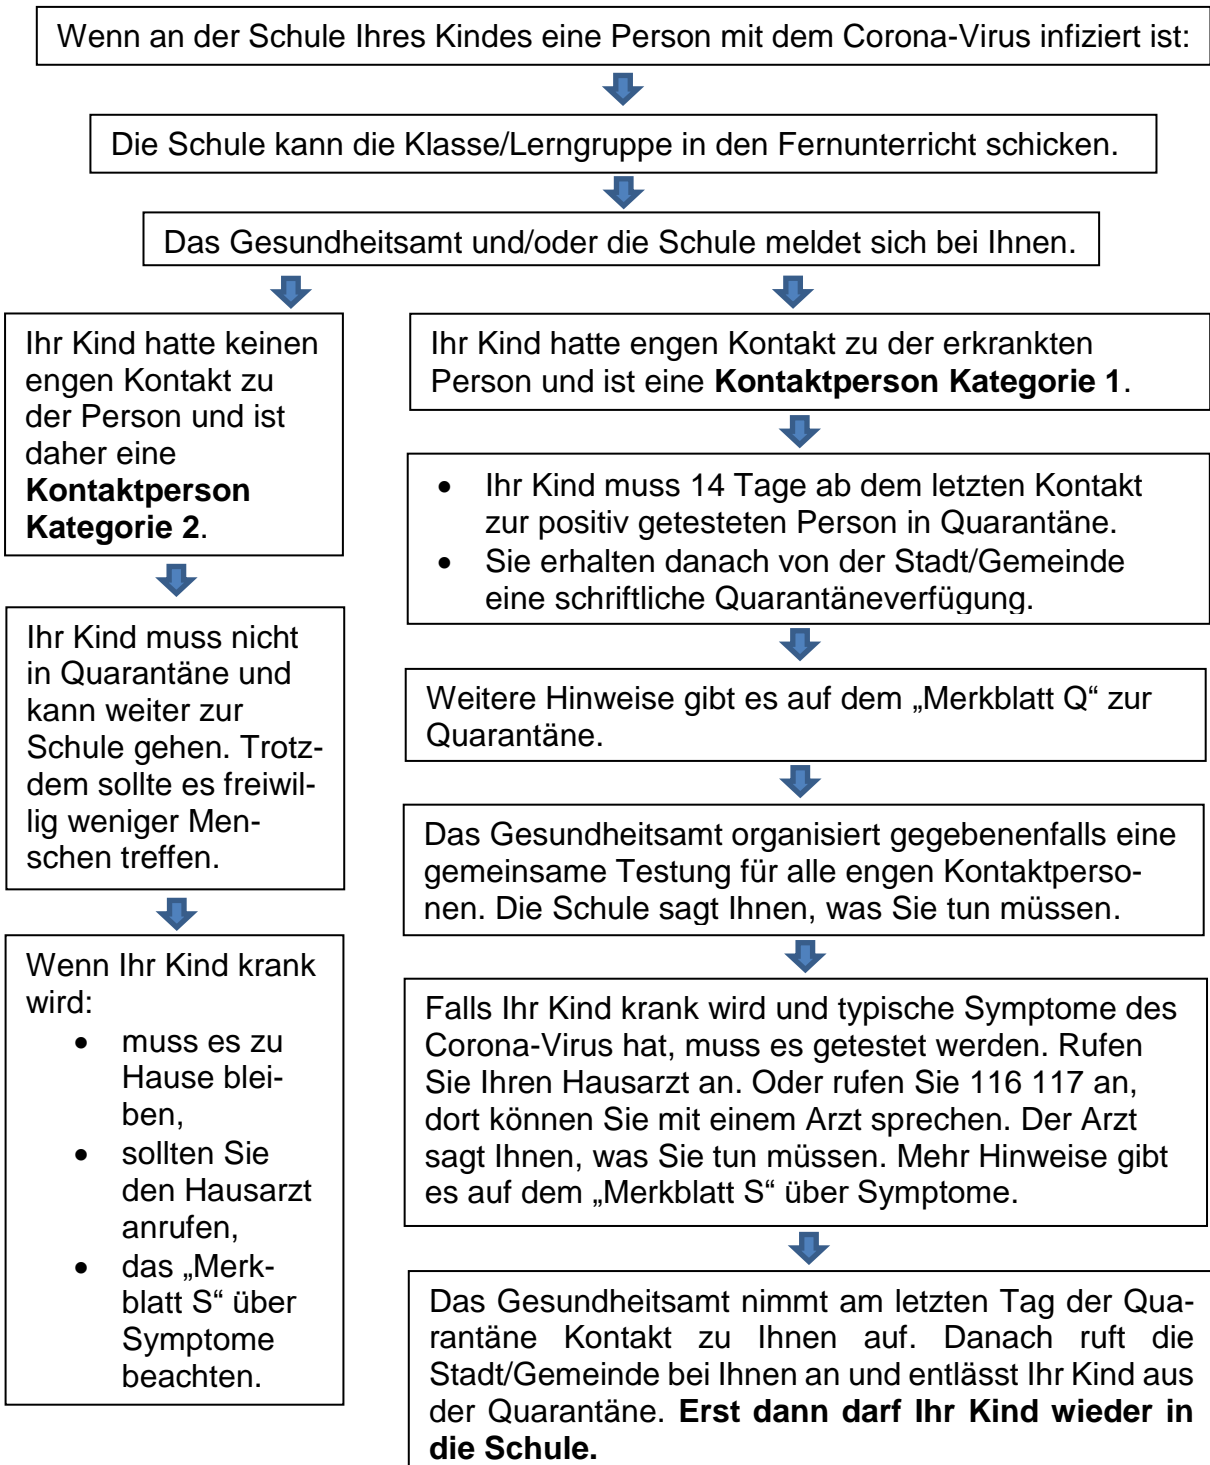 Wenn an der Schule Ihres Kindes eine Person mit dem Corona-Virus infiziert ist:
Die Schule kann die Klasse/Lerngruppe in den Fernunterricht schicken.
Das Gesundheitsamt und/oder die Schule meldet sich bei Ihnen.
Ihr Kind hatte keinen
engen Kontakt zu
der Person und ist
daher eine
Kontaktperson
Kategorie 2.
Ihr Kind muss nicht
in Quarantäne und
kann weiter zur
Schule gehen. Trotz-
dem sollte es freiwil-
lig weniger Men-
schen treffen.
Wenn Ihr Kind krank
wird:
• muss es zu
Hause blei-
ben,
• sollten Sie
den Hausarzt
anrufen,
• das „Merk-
blatt S“ über
Symptome
beachten.
Ihr Kind hatte engen Kontakt zu der erkrankten
Person und ist eine Kontaktperson Kategorie 1.
• Ihr Kind muss 14 Tage ab dem letzten Kontakt
zur positiv getesteten Person in Quarantäne.
• Sie erhalten danach von der Stadt/Gemeinde
eine schriftliche Quarantäneverfügung.
Weitere Hinweise gibt es auf dem „Merkblatt Q“ zur
Quarantäne.
Das Gesundheitsamt organisiert gegebenenfalls eine
gemeinsame Testung für alle engen Kontaktperso-
nen. Die Schule sagt Ihnen, was Sie tun müssen.
Falls Ihr Kind krank wird und typische Symptome des
Corona-Virus hat, muss es getestet werden. Rufen
Sie Ihren Hausarzt an. Oder rufen Sie 116 117 an,
dort können Sie mit einem Arzt sprechen. Der Arzt
sagt Ihnen, was Sie tun müssen. Mehr Hinweise gibt
es auf dem „Merkblatt S“ über Symptome.
Das Gesundheitsamt nimmt am letzten Tag der Qua-
rantäne Kontakt zu Ihnen auf. Danach ruft die
Stadt/Gemeinde bei Ihnen an und entlässt Ihr Kind aus
der Quarantäne. Erst dann darf Ihr Kind wieder in
die Schule.